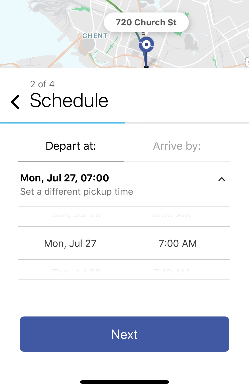 720 Church St
CHENT
2 of 4
Schedule
Depart at:
Arrive by:
Mon, Jul 27, 07:00
Set a different pickup time
Mon, Jul 27
7:00 AM
Next